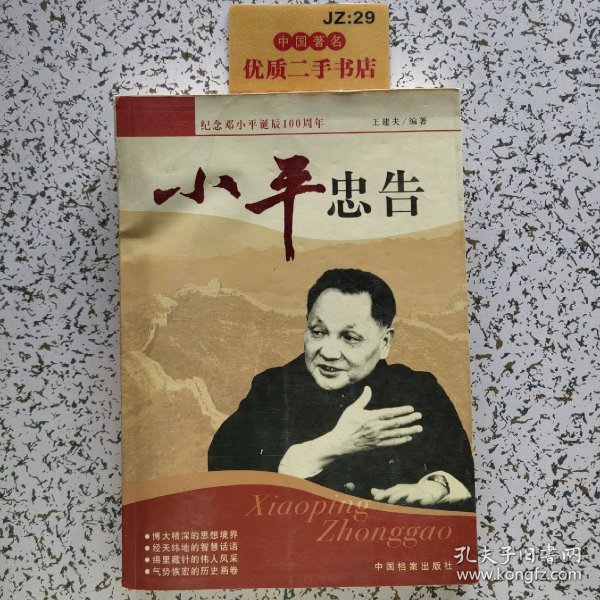 JZ:29
中国著名
优质二手书店
纪念邓小平诞辰100周年
王建夫/编著
小平忠告
Xiaoping
Zhonggao
●博大精深的思想境界
●经天纬地的智慧话语
●绵里藏针的伟人风采
●气势恢宏的历史画卷
中国档案出版社
孔夫子旧书网
www.kongfz.com